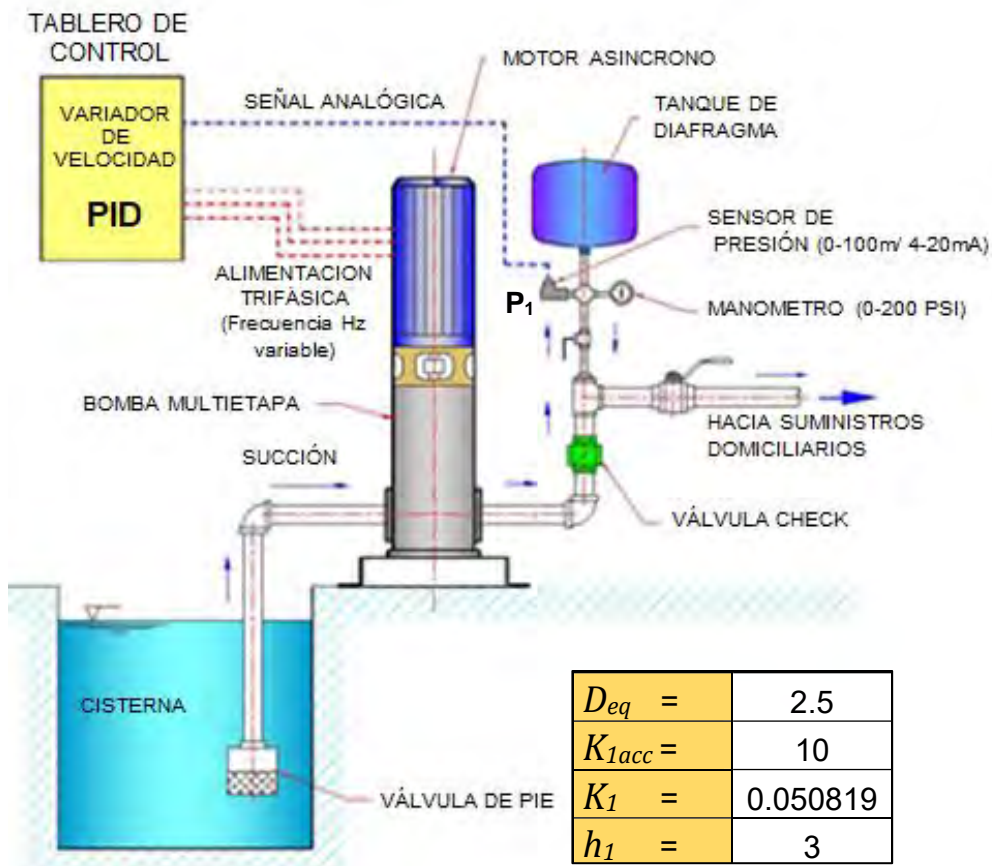 TABLERO DE
CONTROL
VARIADOR
DE
VELOCIDAD
PID
SEÑAL ANALÓGICA
MOTOR ASINCRONO
TANQUE DE
DIAFRAGMA
SENSOR DE
PRESIÓN (0-100m/ 4-20mA)
P1
MANOMETRO (0-200 PSI)
ALIMENTACION
TRIFÀSICA
(Frecuencia Hz
variable)
BOMBA MULTIETAPA
SUCCIÓN
HACIA SUMINISTROS
DOMICILIARIOS
VÁLVULA CHECK
CISTERNA
VÁLVULA DE PIE
Deq = 2.5
K1acc = 10
K1 = 0.050819
h1 = 3